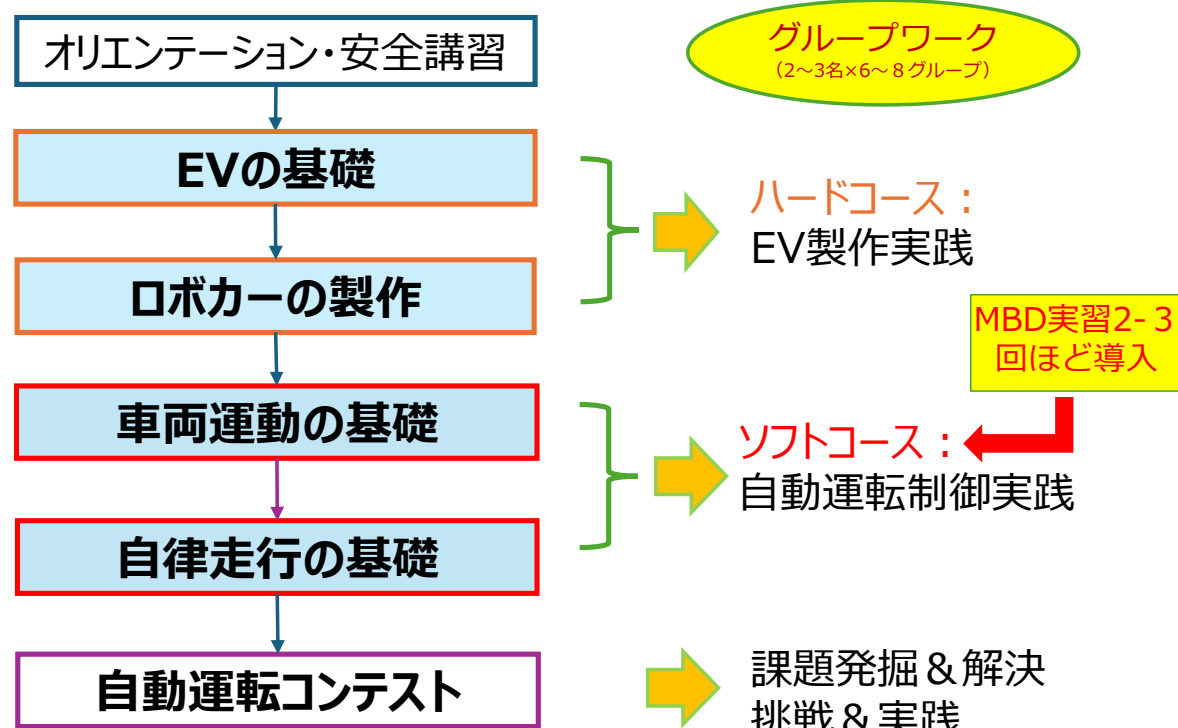 オリエンテーション・安全講習
グループワーク
（2～3名×6～８グループ）
EVの基礎
ハードコース：
EV製作実践
ロボカーの製作
MBD実習2-３
回ほど導入
車両運動の基礎
ソフトコース：
自動運転制御実践
自律走行の基礎
自動運転コンテスト
課題発掘＆解決
挑戦＆実践